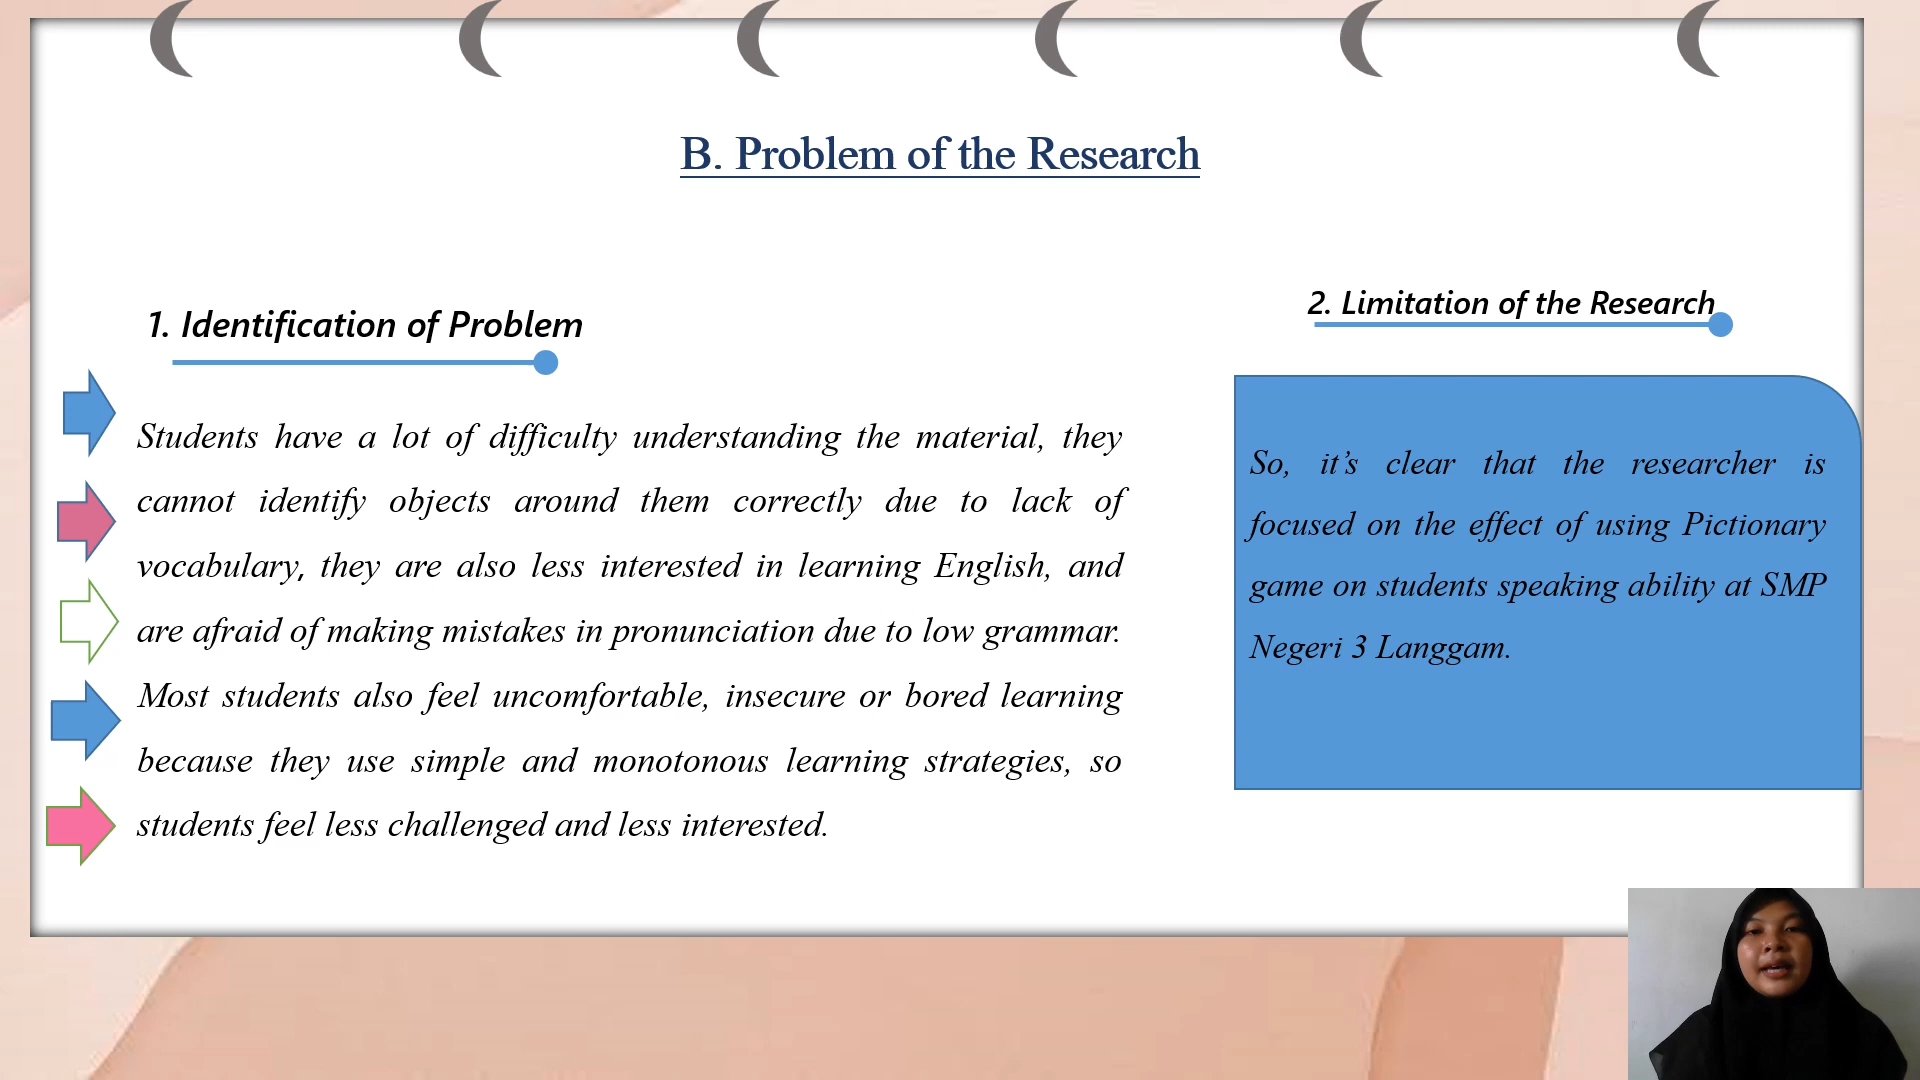 B. Problem of the Research
1. Identification of Problem
Students have a lot of difficulty understanding the material, they
cannot identify objects around them correctly due to lack of
vocabulary, they are also less interested in learning English, and
are afraid of making mistakes in pronunciation due to low grammar.
Most students also feel uncomfortable, insecure or bored learning
because they use simple and monotonous learning strategies, so
students feel less challenged and less interested.
2. Limitation of the Research
So, it’s clear that the researcher is
focused on the effect of using Pictionary
game on students speaking ability at SMP
Negeri 3 Langgam.